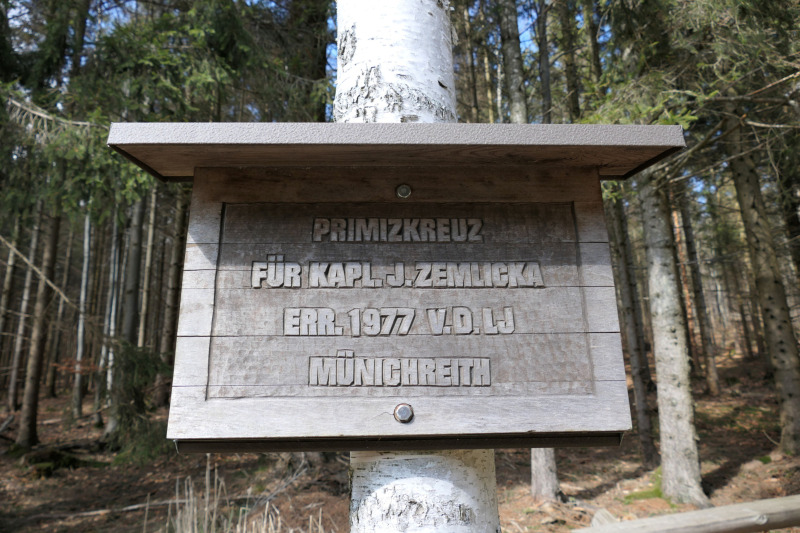 PRIMIZKREUZ
FÜR KAPL. J. ZEMLICKA
ERR. 1977 V. D. LJ
MÜNICHREITH